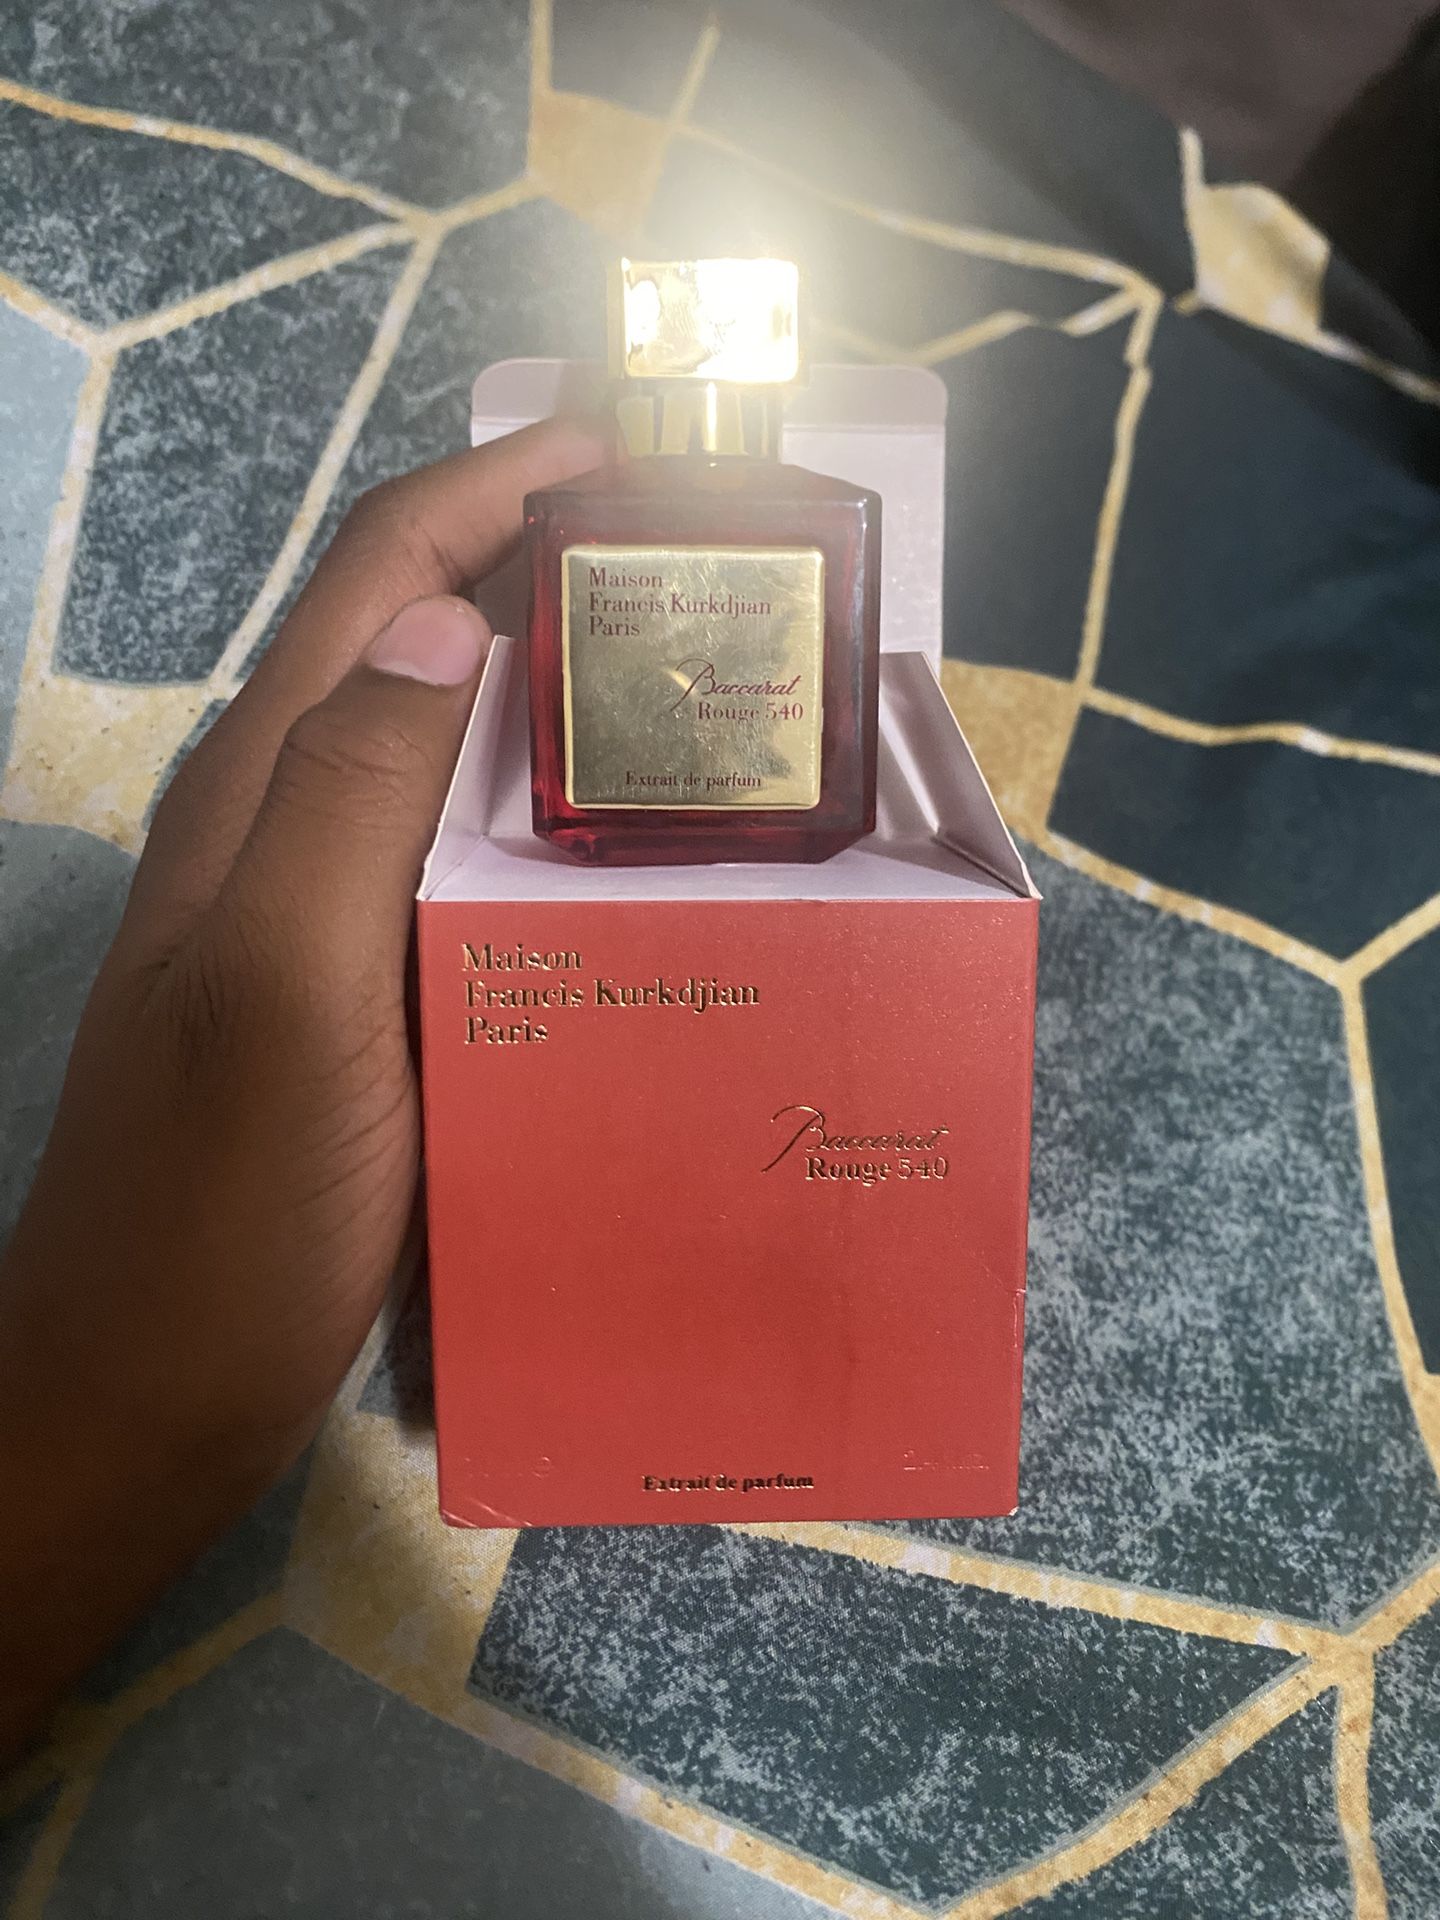 Maison
Francis Kurkdjian
Paris
Baccarat
Rouge 540
Extrait de parfum
Maison
Francis Kurkdjian
Paris
Baccarat
Rouge 540
Extrait de parfum